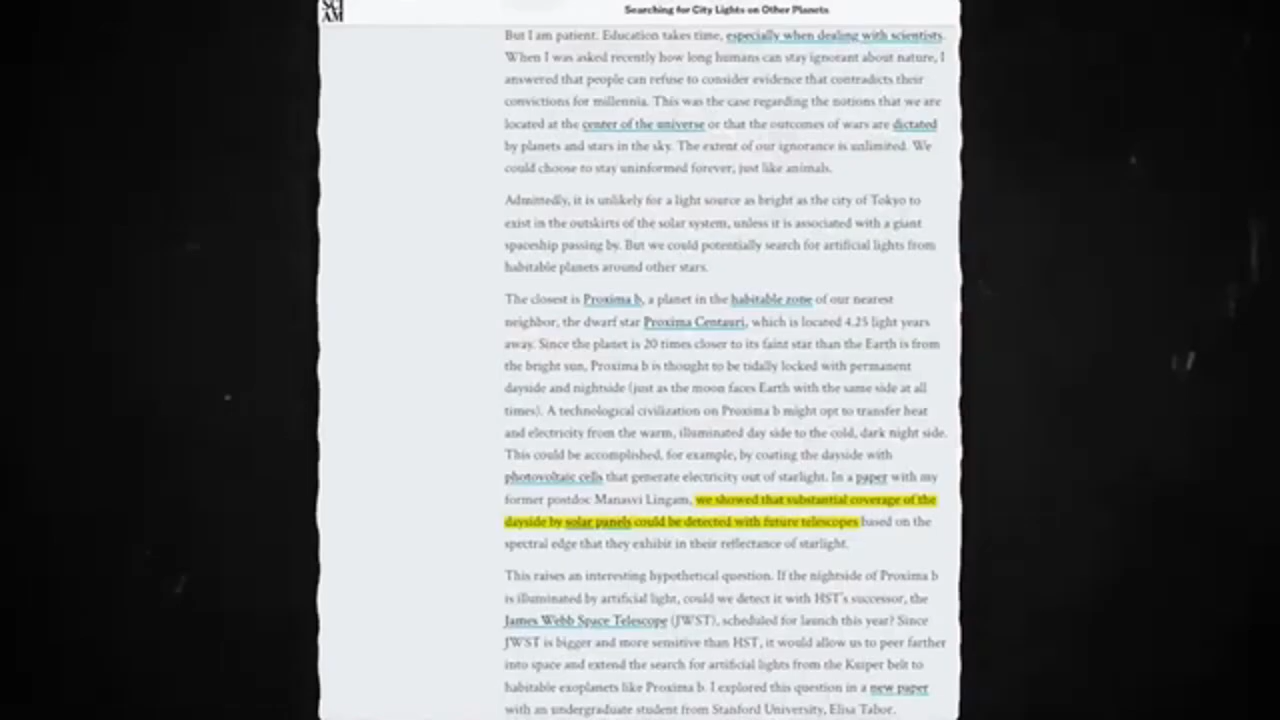 SCI
AM
Searching for City Lights on Other Planets
But I am patient. Education takes time, especially when dealing with scientists.
When I was asked recently how long humans can stay ignorant about nature, I
answered that people can refuse to consider evidence that contradicts their
convictions for millennia. This was the case regarding the notions that we are
located at the center of the universe or that the outcomes of wars are dictated
by planets and stars in the sky. The extent of our ignorance is unlimited. We
could choose to stay uninformed forever, just like animals.
Admittedly, it is unlikely for a light source as bright as the city of Tokyo to
exist in the outskirts of the solar system, unless it is associated with a giant
spaceship passing by. But we could potentially search for artificial lights from
habitable planets around other stars.
The closest is Proxima b, a planet in the habitable zone of our nearest
neighbor, the dwarf star Proxima Centauri, which is located 4.25 light years
away. Since the planet is 20 times closer to its faint star than the Earth is from
the bright sun, Proxima b is thought to be tidally locked with permanent
dayside and nightside (just as the moon faces Earth with the same side at all
times). A technological civilization on Proxima b might opt to transfer heat
and electricity from the warm, illuminated day side to the cold, dark night side.
This could be accomplished, for example, by coating the dayside with
photovoltaic cells that generate electricity out of starlight. In a paper with my
former postdoc Manasvi Lingam, we showed that substantial coverage of the
dayside by solar panels could be detected with future telescopes based on the
spectral edge that they exhibit in their reflectance of starlight.
This raises an interesting hypothetical question. If the nightside of Proxima b
is illuminated by artificial light, could we detect it with HST's successor, the
James Webb Space Telescope (JWST), scheduled for launch this year? Since
JWST is bigger and more sensitive than HST, it would allow us to peer farther
into space and extend the search for artificial lights from the Kuiper belt to
habitable exoplanets like Proxima b. I explored this question in a new paper
with an undergraduate student from Stanford University, Elisa Tabor.